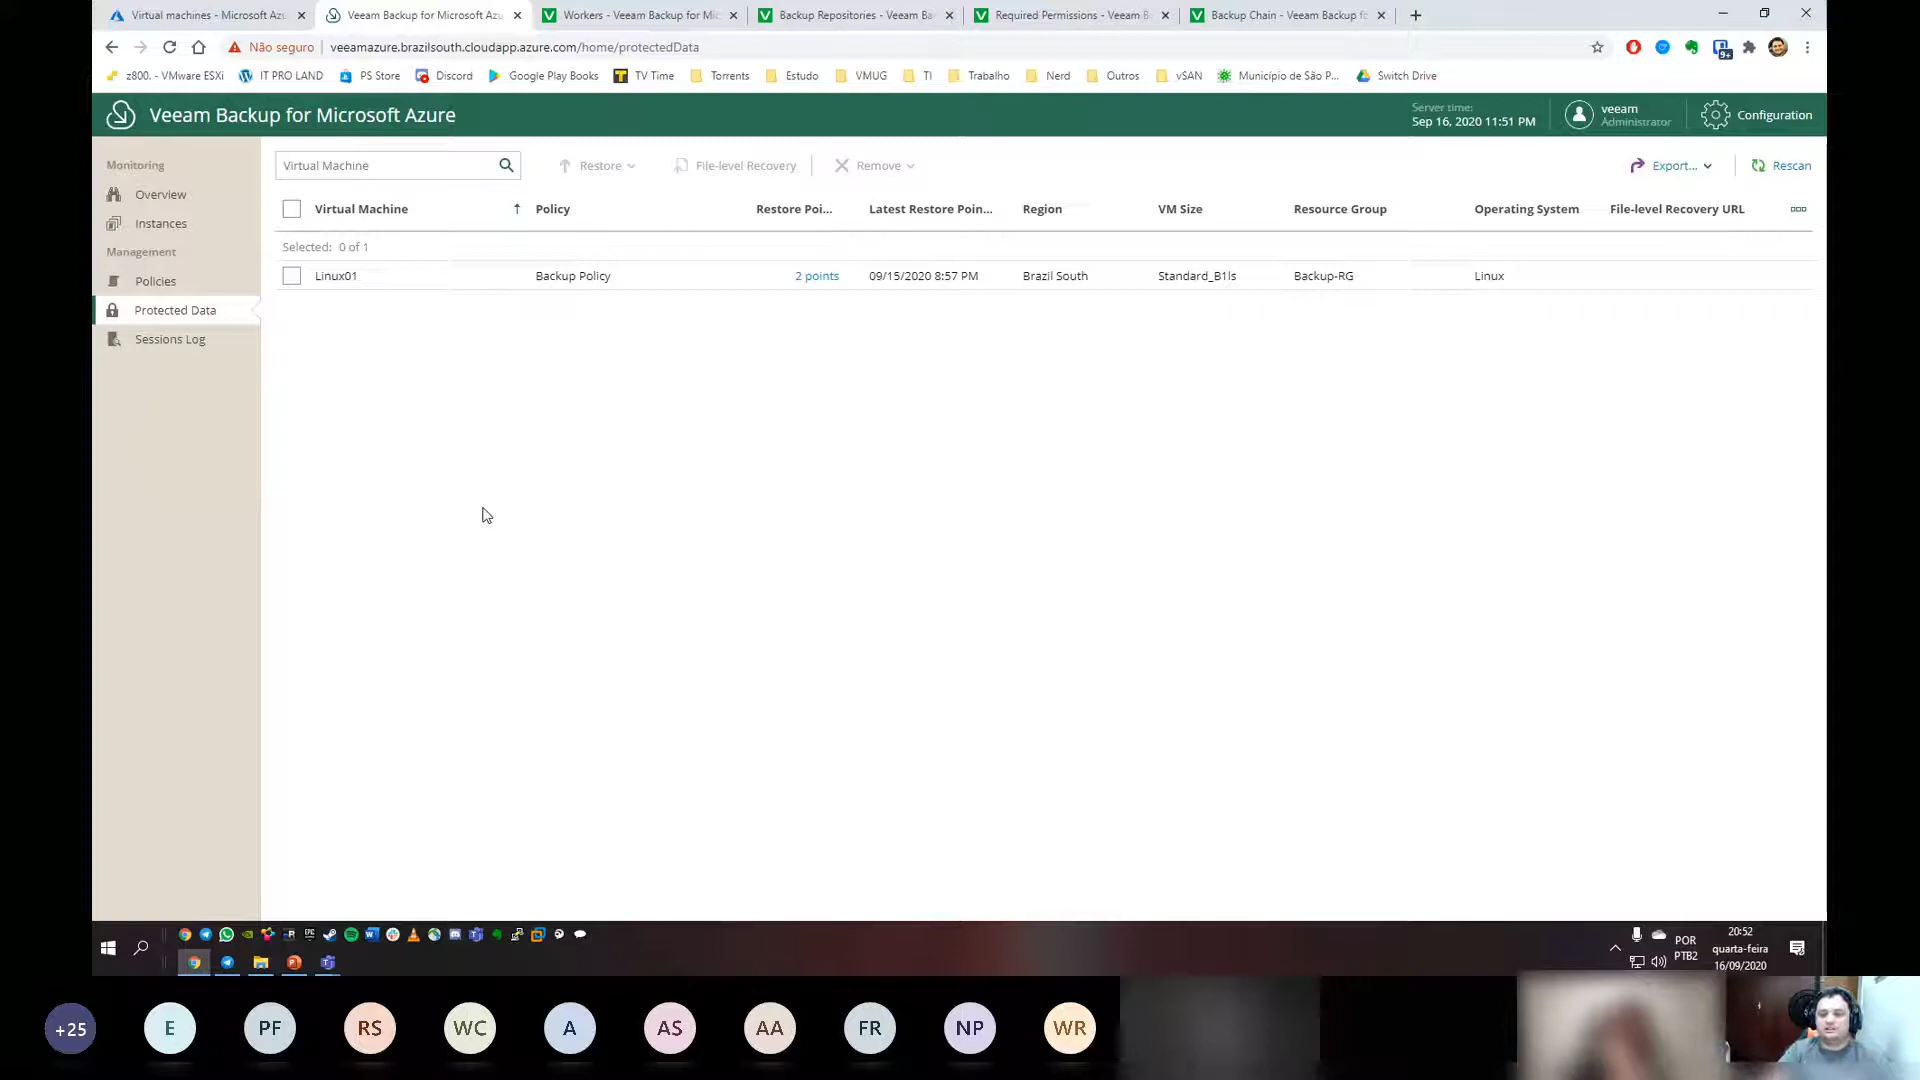 Virtual machines - Microsoft Azu
Veeam Backup for Microsoft Azu
Workers - Veeam Backup for Mic
Backup Repositories - Veeam Ba
Required Permissions - Veeam B
Backup Chain - Veeam Backup fo
Não seguro
veeamazure.brazilsouth.cloudapp.azure.com/home/protectedData
9+
z800. - VMware ESXi
IT PRO LAND
PS Store
Discord
Google Play Books
TV Time
Torrents
Estudo
VMUG
TI
Trabalho
Nerd
Outros
vSAN
Município de São P...
Switch Drive
Veeam Backup for Microsoft Azure
Server time:
Sep 16, 2020 11:51 PM
veeam
Administrator
Configuration
Monitoring
Overview
Instances
Management
Policies
Protected Data
Sessions Log
Virtual Machine
Restore
File-level Recovery
Remove
Export...
Rescan
Virtual Machine
Policy
Restore Poi...
Latest Restore Poin...
Region
VM Size
Resource Group
Operating System
File-level Recovery URL
Selected: 0 of 1
Linux01
Backup Policy
2 points
09/15/2020 8:57 PM
Brazil South
Standard_B1ls
Backup-RG
Linux
POR
PTB2
20:52
quarta-feira
16/09/2020
+25
E
PF
RS
WC
A
AS
AA
FR
NP
WR